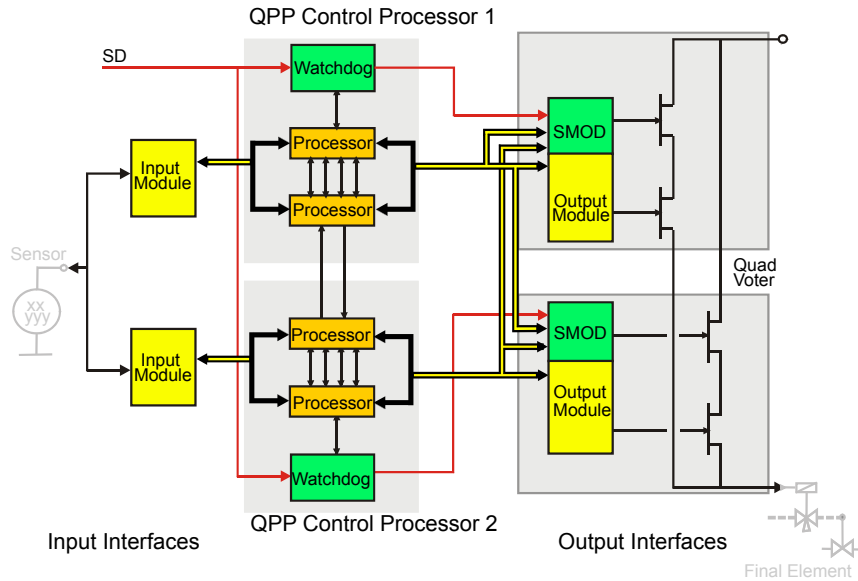 QPP Control Processor 1
SD
Watchdog
Processor
Processor
Input
Module
SMOD
Output
Module
Sensor
xx
yyy
Quad
Voter
Input
Module
Processor
Processor
Watchdog
SMOD
Output
Module
QPP Control Processor 2
Input Interfaces
Output Interfaces
Final Element